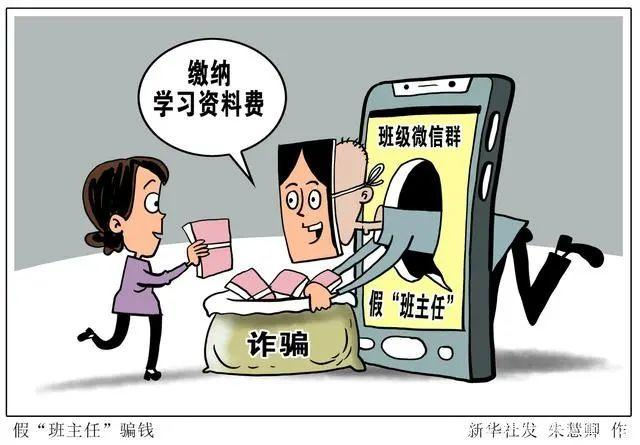 缴纳
学习资料费
班级微信群
假“班主任”
诈骗
假“班主任”骗钱
新华社发 朱慧卿 作